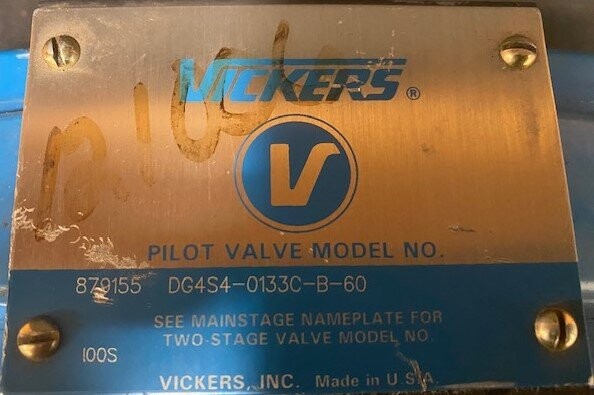 VICKERS®
V
PILOT VALVE MODEL NO.
879155 DG4S4-0133C-B-60
SEE MAINSTAGE NAMEPLATE FOR
TWO-STAGE VALVE MODEL NO.
100S
VICKERS, INC. Made in U.S.A.